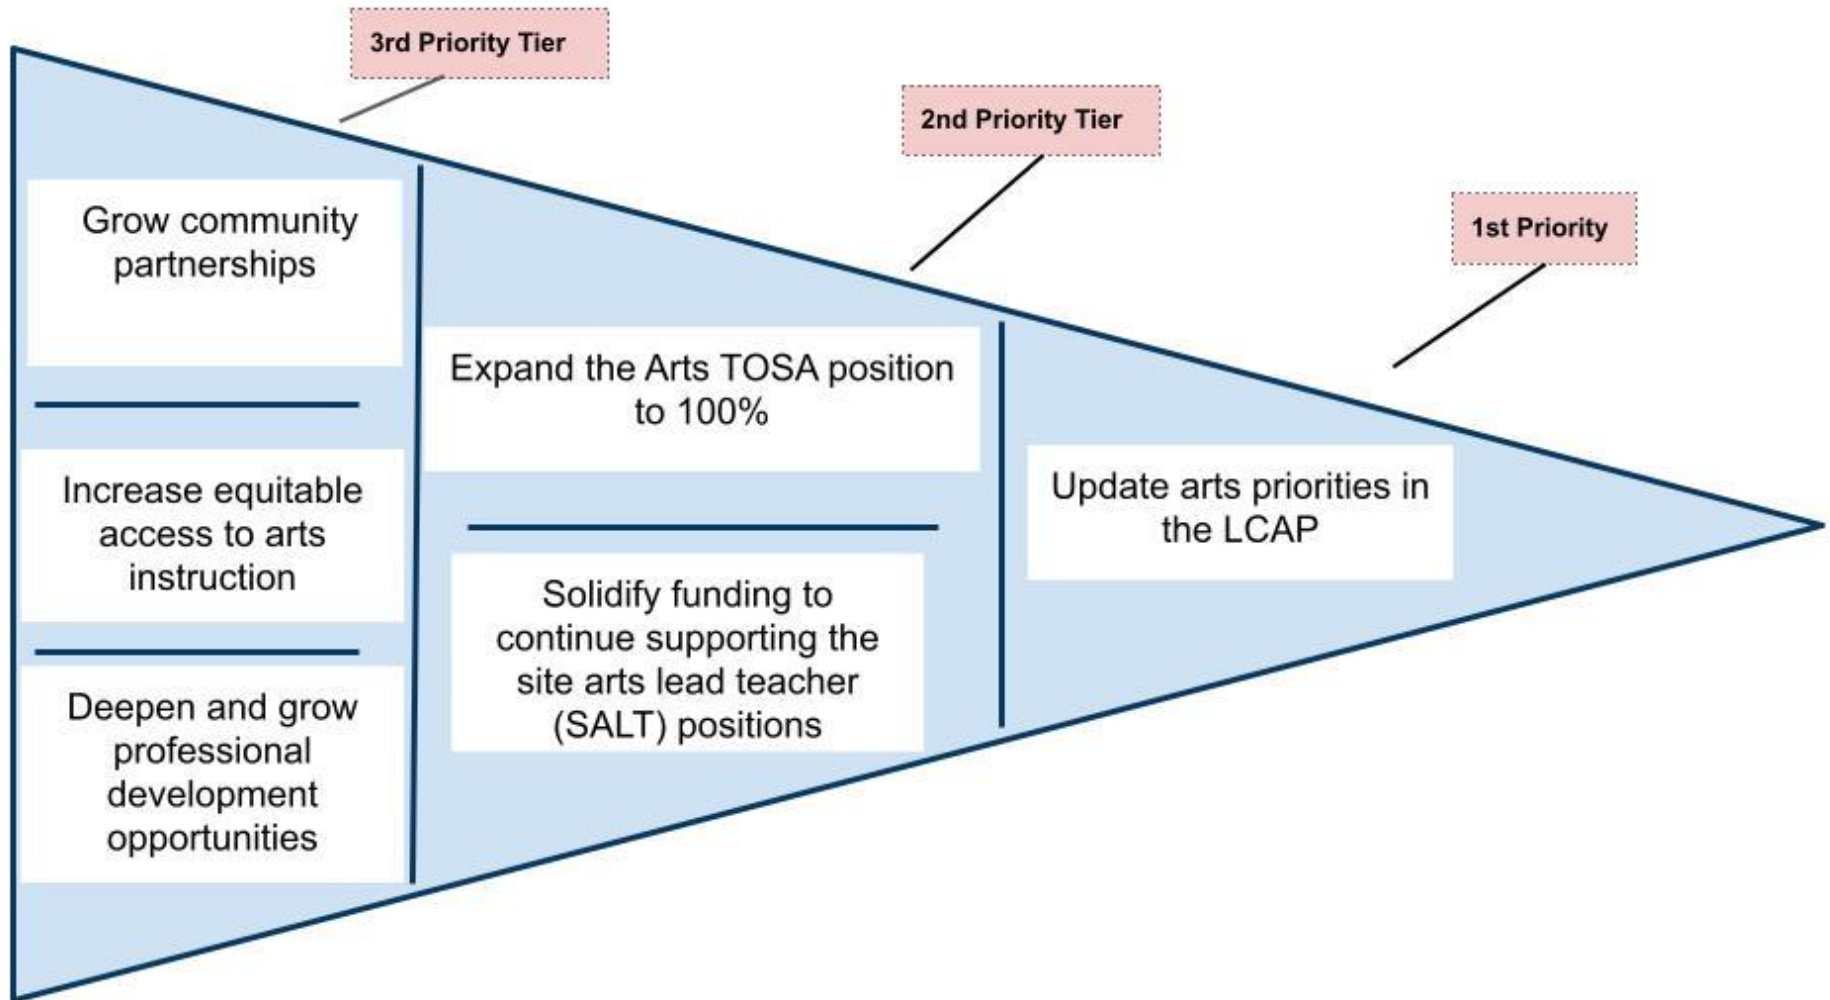 3rd Priority Tier
2nd Priority Tier
1st Priority
Grow community
partnerships
Increase equitable
access to arts
instruction
Deepen and grow
professional
development
opportunities
Expand the Arts TOSA position
to 100%
Solidify funding to
continue supporting the
site arts lead teacher
(SALT) positions
Update arts priorities in
the LCAP